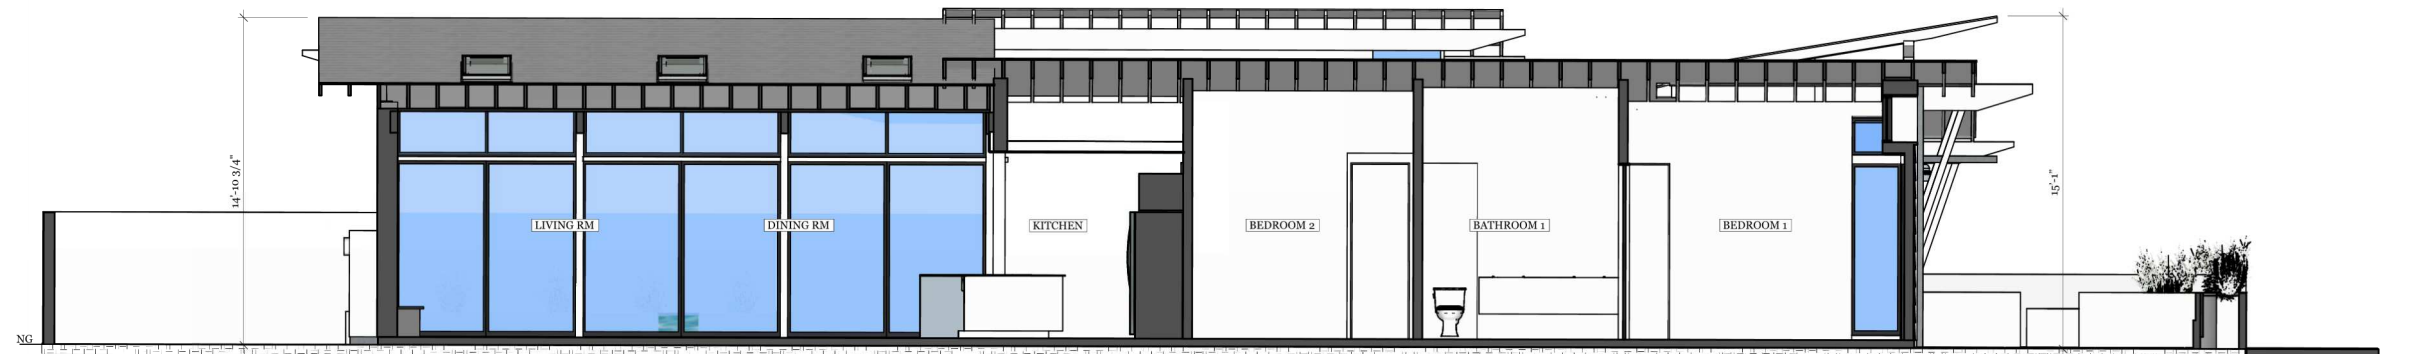 14'-10 3/4"
15'-1"
LIVING RM
DINING RM
KITCHEN
BEDROOM 2
BATHROOM 1
BEDROOM 1
NG